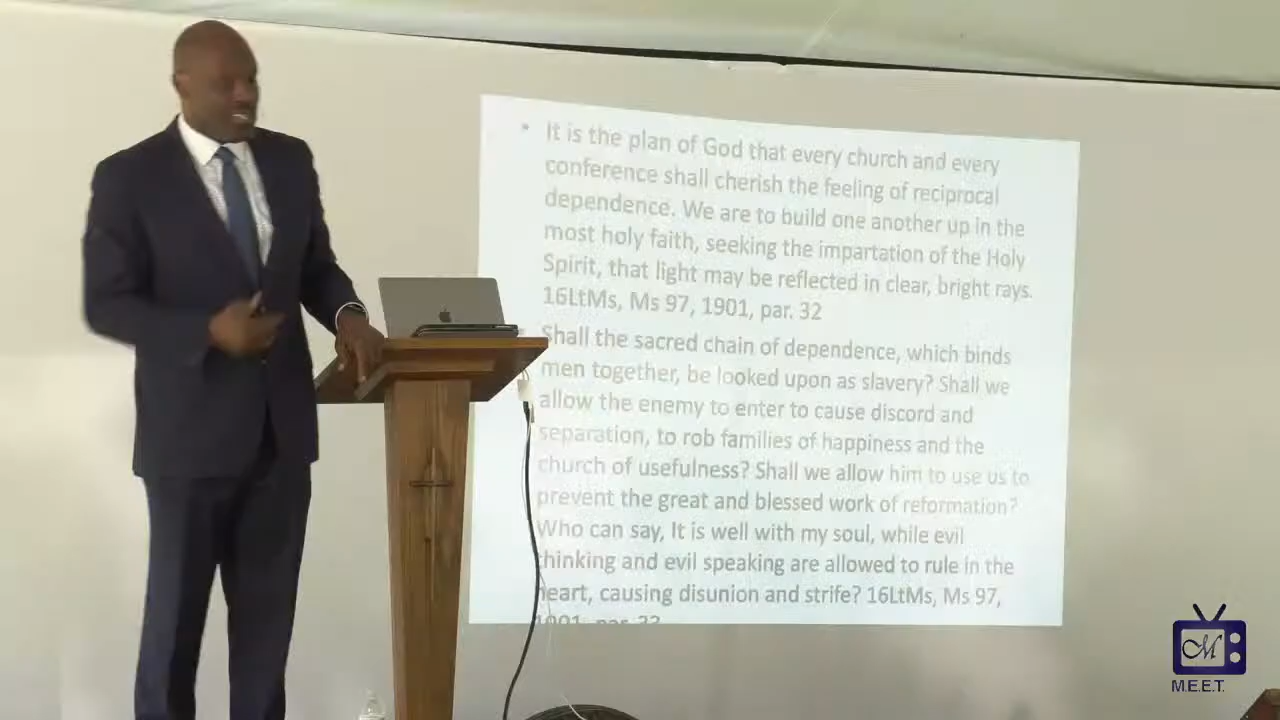 • It is the plan of God that every church and every
conference shall cherish the feeling of reciprocal
dependence. We are to build one another up in the
most holy faith, seeking the impartation of the Holy
Spirit, that light may be reflected in clear, bright rays.
16LtMs, Ms 97, 1901, par. 32
Shall the sacred chain of dependence, which binds
men together, be looked upon as slavery? Shall we
allow the enemy to enter to cause discord and
separation, to rob families of happiness and the
church of usefulness? Shall we allow him to use us to
prevent the great and blessed work of reformation?
Who can say, It is well with my soul, while evil
thinking and evil speaking are allowed to rule in the
heart, causing disunion and strife? 16LtMs, Ms 97,
1901, par.
M
M.E.E.T.